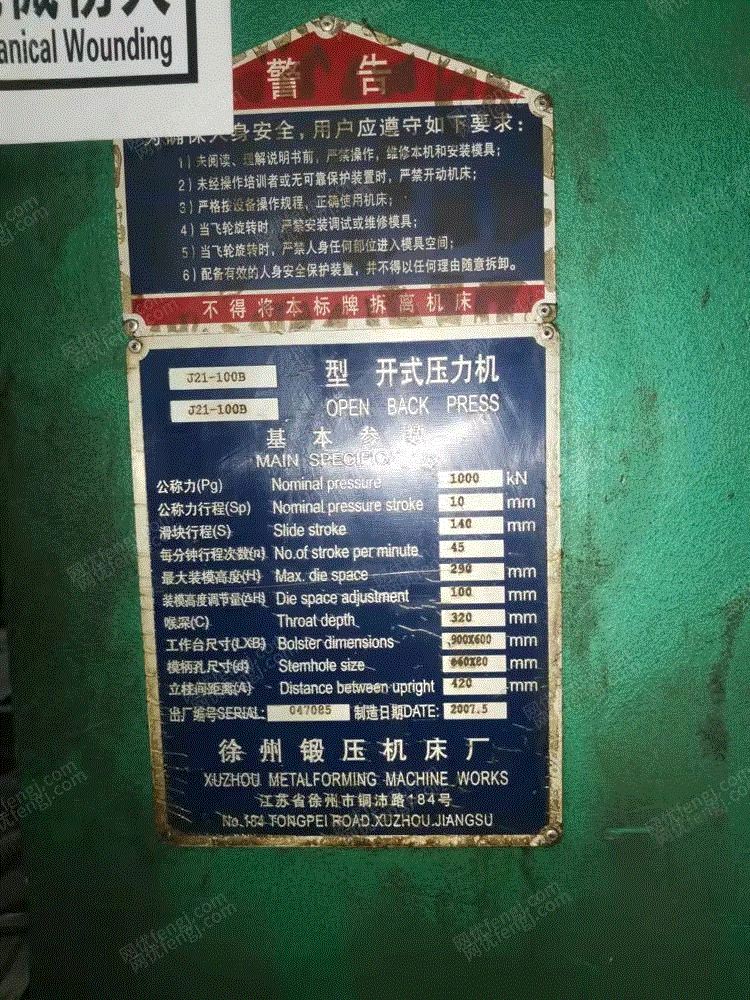 anical Wounding
警 告
为确保人身安全，用户应遵守如下要求：
1）未阅读、理解说明书前，严禁操作，维修本机和安装模具；
2）未经操作培训者或无可靠保护装置时，严禁开动机床；
3）严格按设备操作规程、正确使用机床；
4）当飞轮旋转时，严禁安装调试或维修模具；
5）当飞轮旋转时，严禁人身任何部位进入模具空间；
6）配备有效的人身安全保护装置，并不得以任何理由随意拆卸。
不得将本标牌拆离机床
J21-100B 型 开式压力机
J21-100B OPEN BACK PRESS
基本参数
MAIN SPECIFIC
公称力(Pg) Nominal pressure 1000 kN
公称力行程(Sp) Nominal pressure stroke 10 mm
滑块行程(S) Slide stroke 140 mm
每分钟行程次数(n) No.of stroke per minute 45
最大装模高度(H) Max. die space 290 mm
装模高度调节量(△H) Die space adjustment 100 mm
喉深(C) Throat depth 320 mm
工作台尺寸(LXB) Bolster dimensions 900X600 mm
模柄孔尺寸(d) Stemhole size ø60X80 mm
立柱间距离(A) Distance between upright 420 mm
出厂编号SERIAL: 047085 制造日期DATE: 2007.5
徐州锻压机床厂
XUZHOU METALFORMING MACHINE WORKS
江苏省徐州市铜沛路184号
No.184 TONGPEI ROAD.XUZHOU.JIANGSU
网优fengj.com